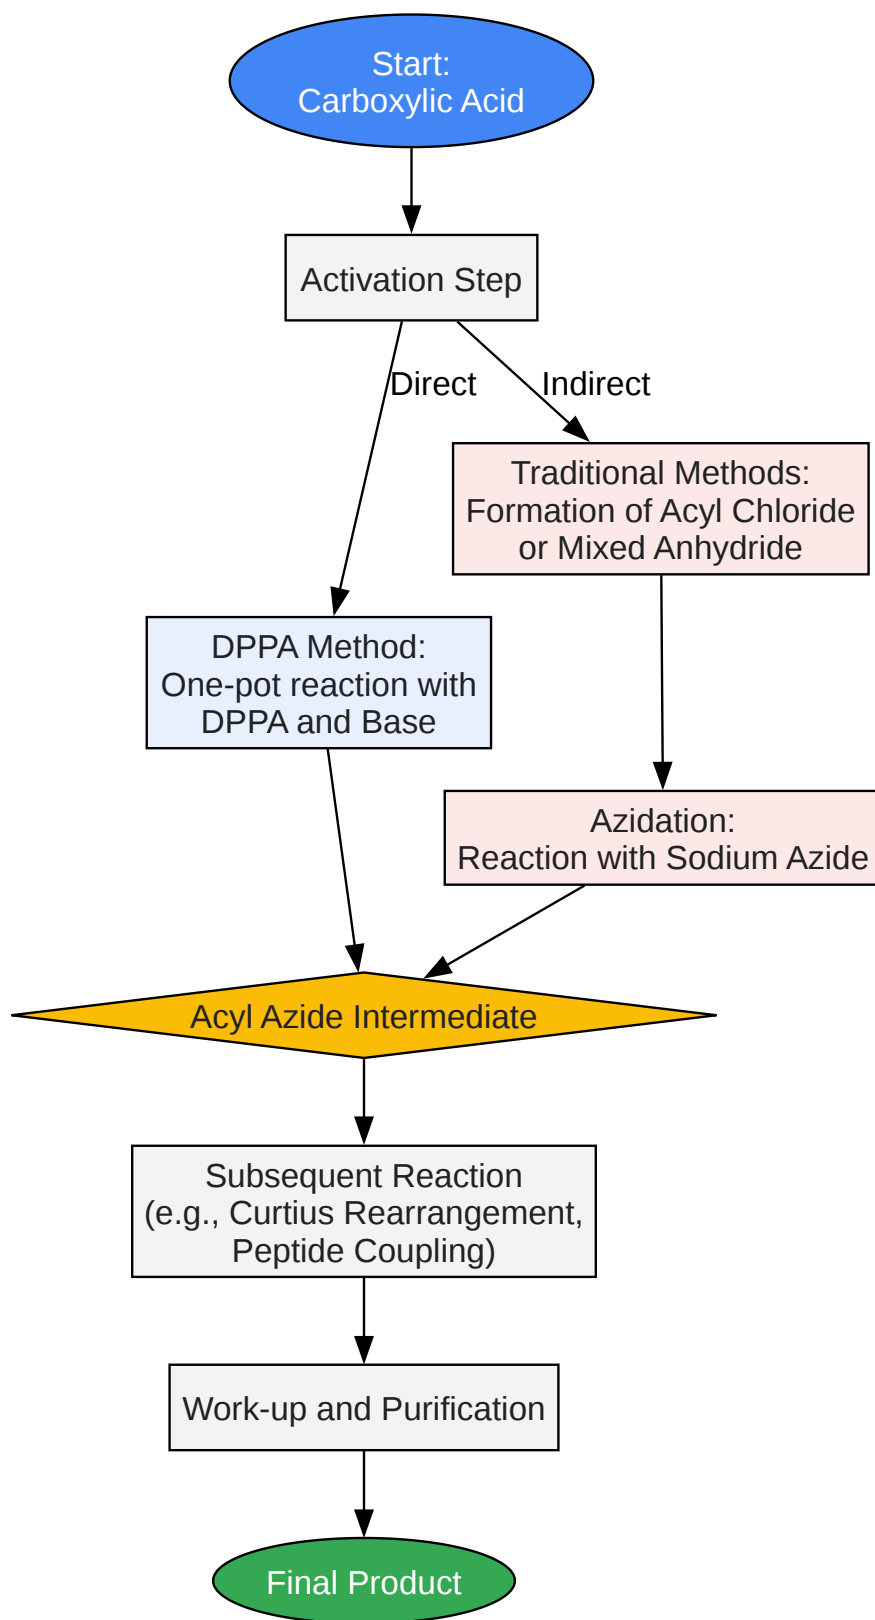 Start:
Carboxylic Acid
Activation Step
Direct
Indirect
Traditional Methods:
Formation of Acyl Chloride
or Mixed Anhydride
DPPA Method:
One-pot reaction with
DPPA and Base
Azidation:
Reaction with Sodium Azide
Acyl Azide Intermediate
Subsequent Reaction
(e.g., Curtius Rearrangement,
Peptide Coupling)
Work-up and Purification
Final Product